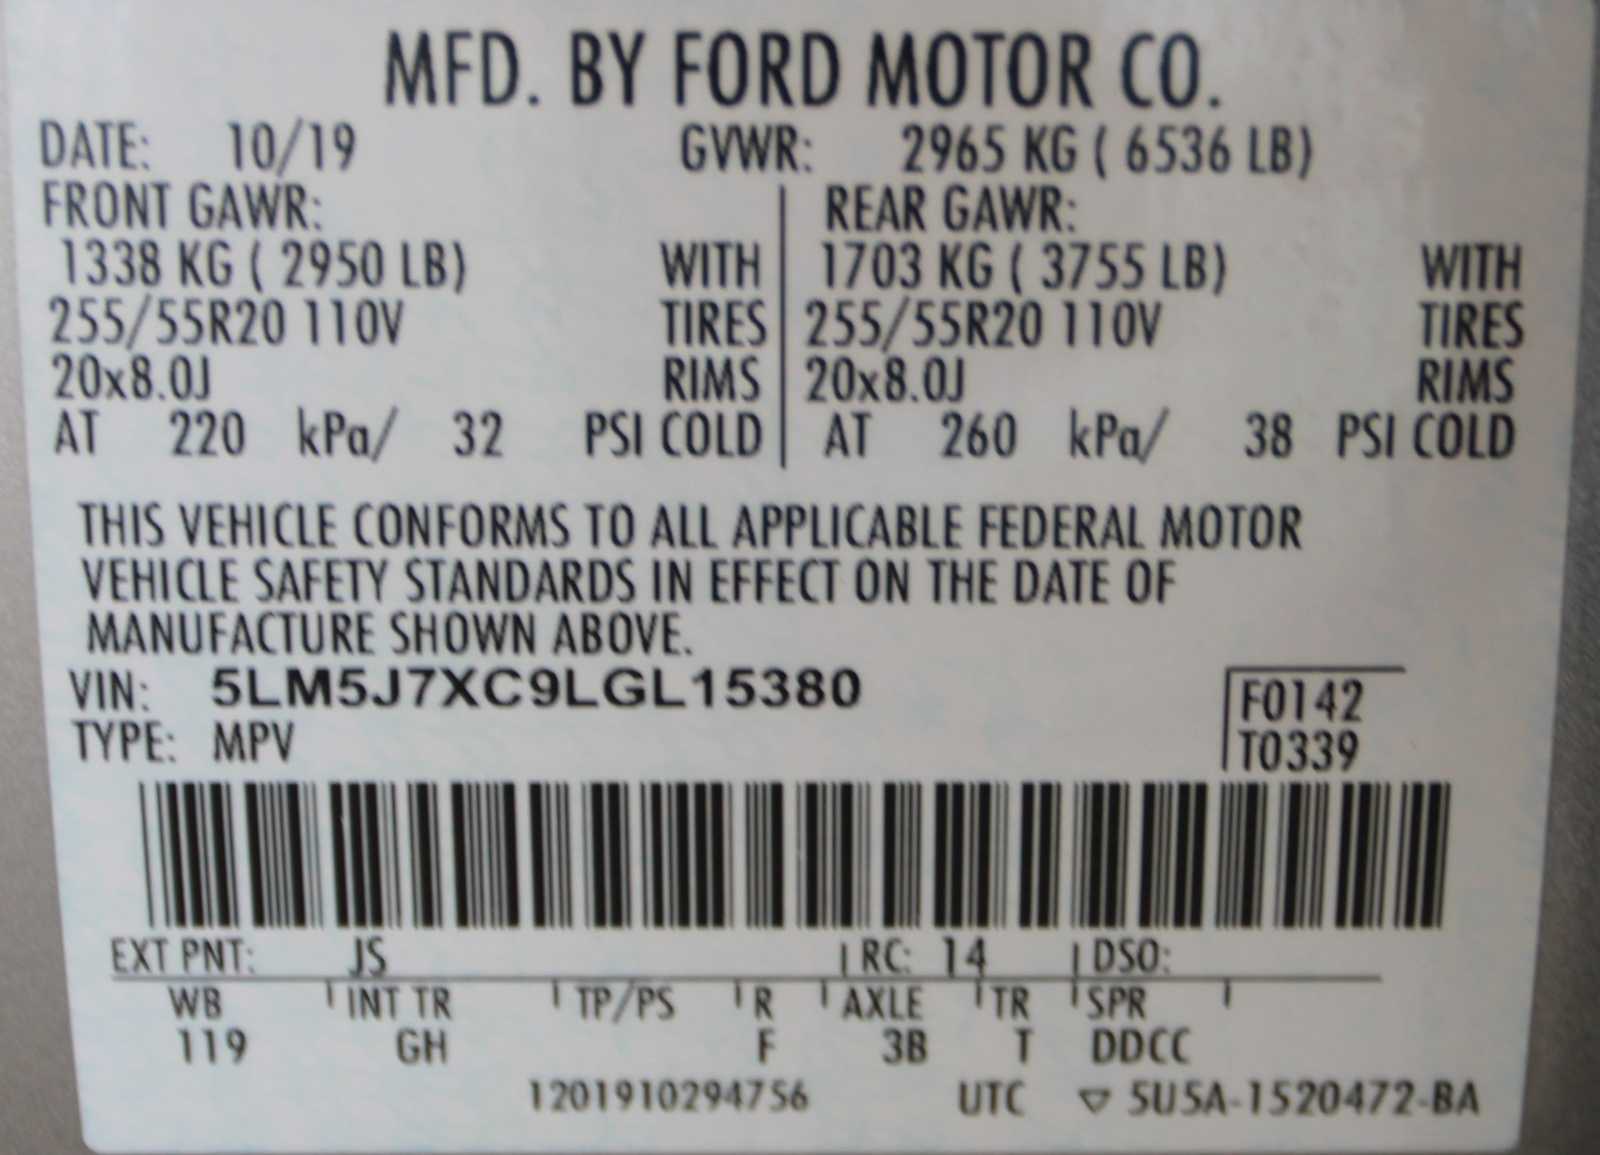 MFD. BY FORD MOTOR CO.
DATE: 10/19 GVWR: 2965 KG ( 6536 LB)
FRONT GAWR: REAR GAWR:
1338 KG ( 2950 LB) WITH 1703 KG ( 3755 LB) WITH
255/55R20 110V TIRES 255/55R20 110V TIRES
20x8.0J RIMS 20x8.0J RIMS
AT 220 kPa/ 32 PSI COLD AT 260 kPa/ 38 PSI COLD
THIS VEHICLE CONFORMS TO ALL APPLICABLE FEDERAL MOTOR
VEHICLE SAFETY STANDARDS IN EFFECT ON THE DATE OF
MANUFACTURE SHOWN ABOVE.
VIN: 5LM5J7XC9LGL15380 F0142
TYPE: MPV T0339
EXT PNT: JS RC: 14 DSO:
WB INT TR TP/PS R AXLE TR SPR
119 GH F 3B T DDCC
1201910294756 UTC ▽ 5U5A-1520472-BA